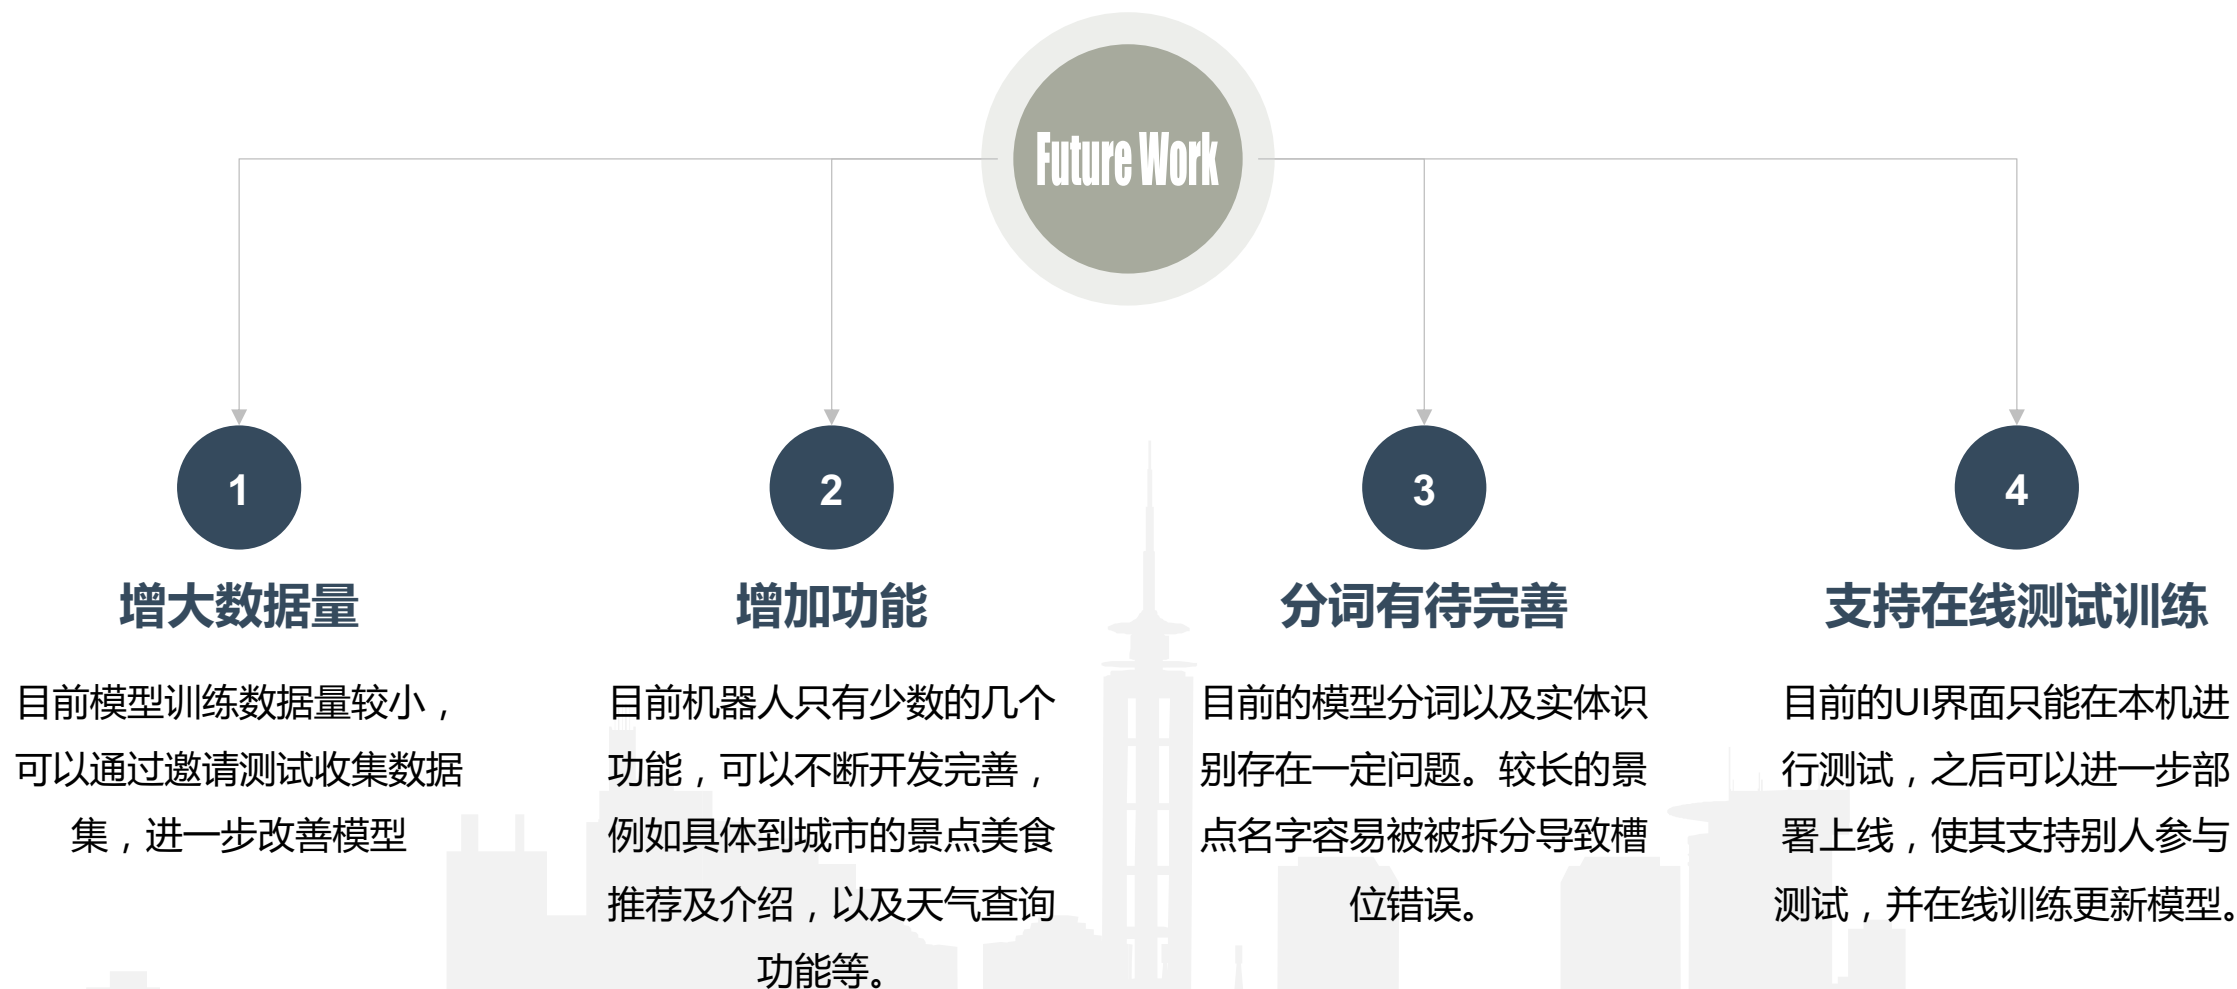 Future Work
1
增大数据量
目前模型训练数据量较小，
可以通过邀请测试收集数据
集，进一步改善模型
2
增加功能
目前机器人只有少数的几个
功能，可以不断开发完善，
例如具体到城市的景点美食
推荐及介绍，以及天气查询
功能等。
3
分词有待完善
目前的模型分词以及实体识
别存在一定问题。较长的景
点名字容易被被拆分导致槽
位错误。
4
支持在线测试训练
目前的UI界面只能在本机进
行测试，之后可以进一步部
署上线，使其支持别人参与
测试，并在线训练更新模型。